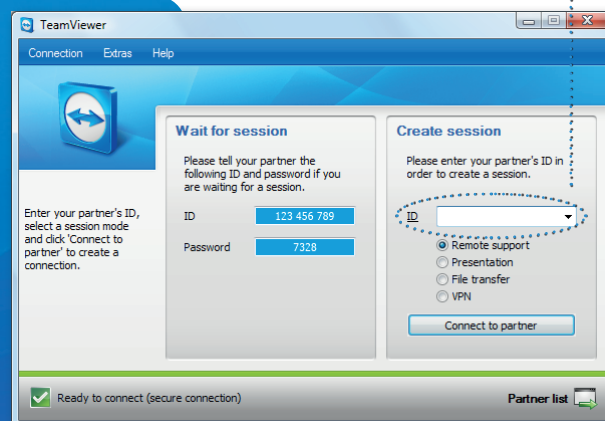 TeamViewer
Connection Extras Help
Enter your partner's ID,
select a session mode
and click 'Connect to
partner' to create a
connection.
Wait for session
Please tell your partner the
following ID and password if you
are waiting for a session.
ID 123 456 789
Password 7328
Create session
Please enter your partner's ID in
order to create a session.
ID
Remote support
Presentation
File transfer
VPN
Connect to partner
Ready to connect (secure connection)
Partner list